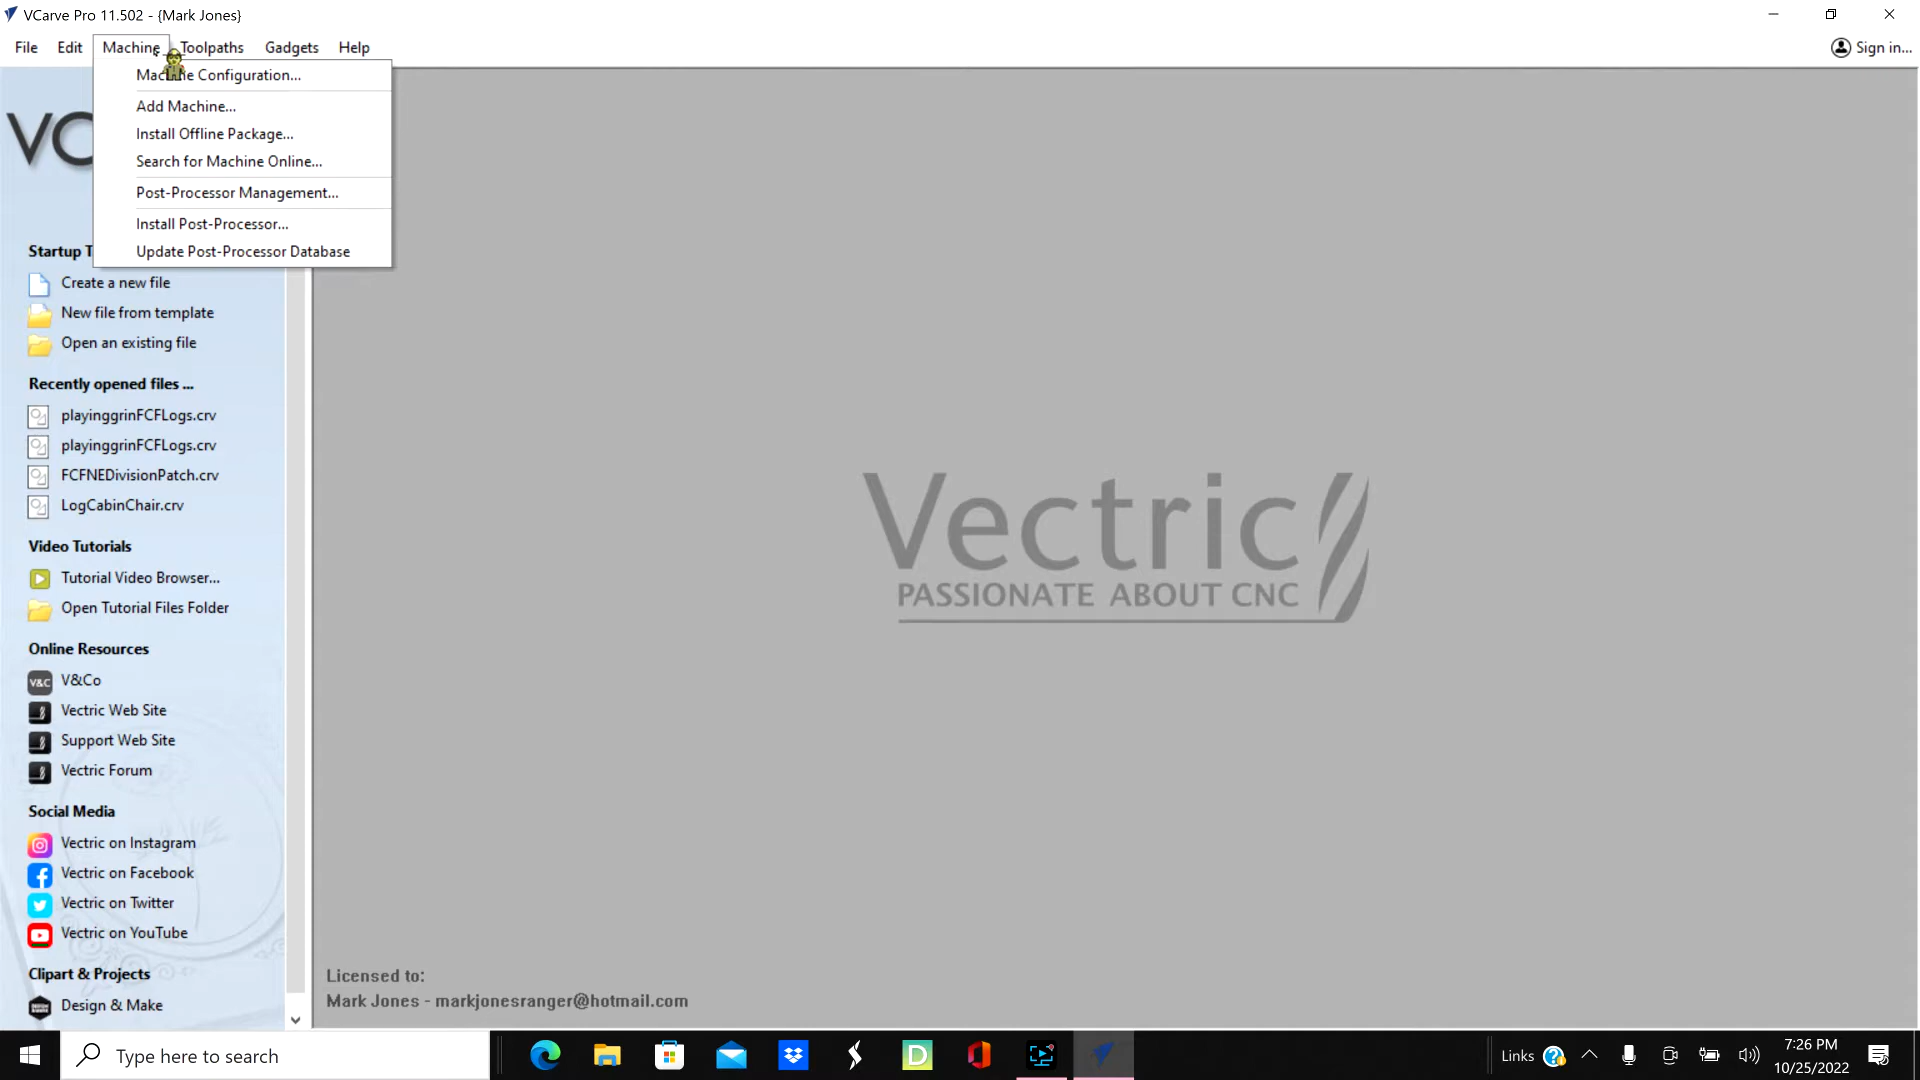 VCarve Pro 11.502 - {Mark Jones}
File Edit Machine Toolpaths Gadgets Help
Sign in...
Machine Configuration...
Add Machine...
Install Offline Package...
Search for Machine Online...
Post-Processor Management...
Install Post-Processor...
Update Post-Processor Database
VC
Startup T
Create a new file
New file from template
Open an existing file
Recently opened files ...
playinggrinFCFLogs.crv
playinggrinFCFLogs.crv
FCFNEDivisionPatch.crv
LogCabinChair.crv
Video Tutorials
Tutorial Video Browser...
Open Tutorial Files Folder
Online Resources
V&C V&Co
Vectric Web Site
Support Web Site
Vectric Forum
Social Media
Vectric on Instagram
Vectric on Facebook
Vectric on Twitter
Vectric on YouTube
Clipart & Projects
Design & Make
Vectric
PASSIONATE ABOUT CNC
Licensed to:
Mark Jones - markjonesranger@hotmail.com
Type here to search
D
Links
7:26 PM
10/25/2022